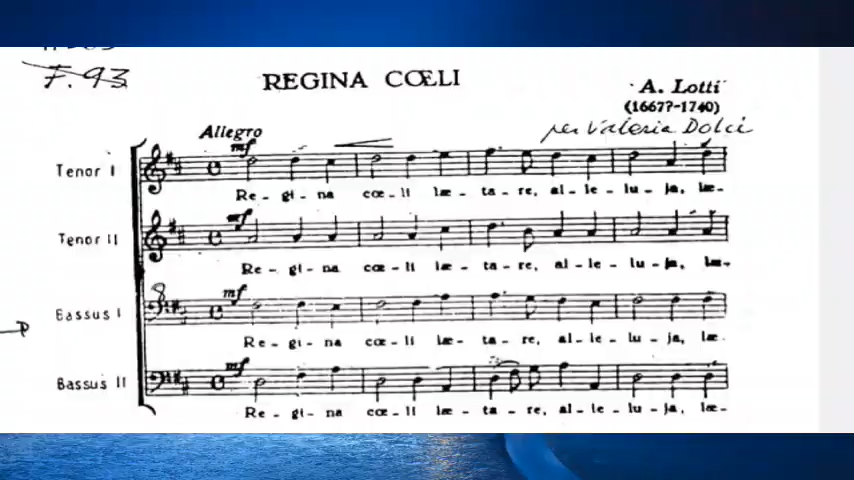 F. 93
REGINA CŒLI
A. Lotti
(1667?-1740)
per Valeria Dolci
Allegro
mf
Tenor I
Re - gi - na cœ - li læ - ta - re, al - le - lu - ja, læ -
mf
Tenor II
Re - gi - na cœ - li læ - ta - re, al - le - lu - ja, læ -
mf
8
Bassus I
Re - gi - na cœ - li læ - ta - re, al - le - lu - ja, læ -
mf
Bassus II
Re - gi - na cœ - li læ - ta - re, al - le - lu - ja, læ -